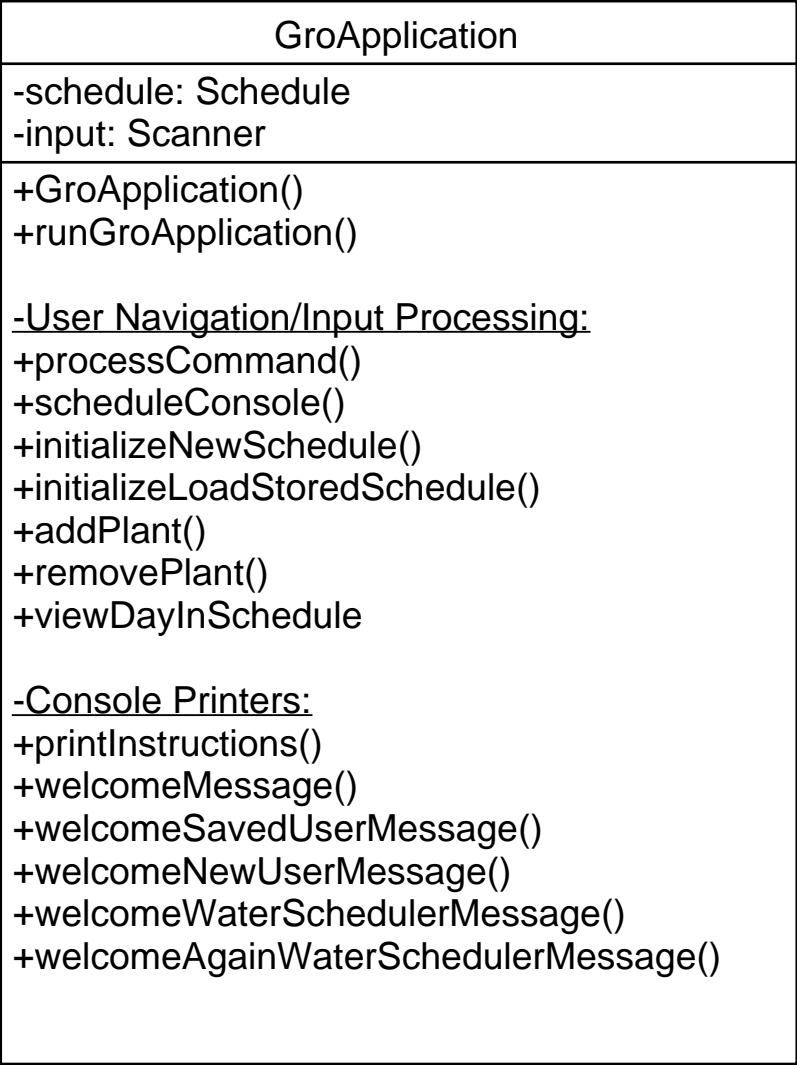 GroApplication
-schedule: Schedule
-input: Scanner
+GroApplication()
+runGroApplication()
-User Navigation/Input Processing:
+processCommand()
+scheduleConsole()
+initializeNewSchedule()
+initializeLoadStoredSchedule()
+addPlant()
+removePlant()
+viewDayInSchedule
-Console Printers:
+printInstructions()
+welcomeMessage()
+welcomeSavedUserMessage()
+welcomeNewUserMessage()
+welcomeWaterSchedulerMessage()
+welcomeAgainWaterSchedulerMessage()